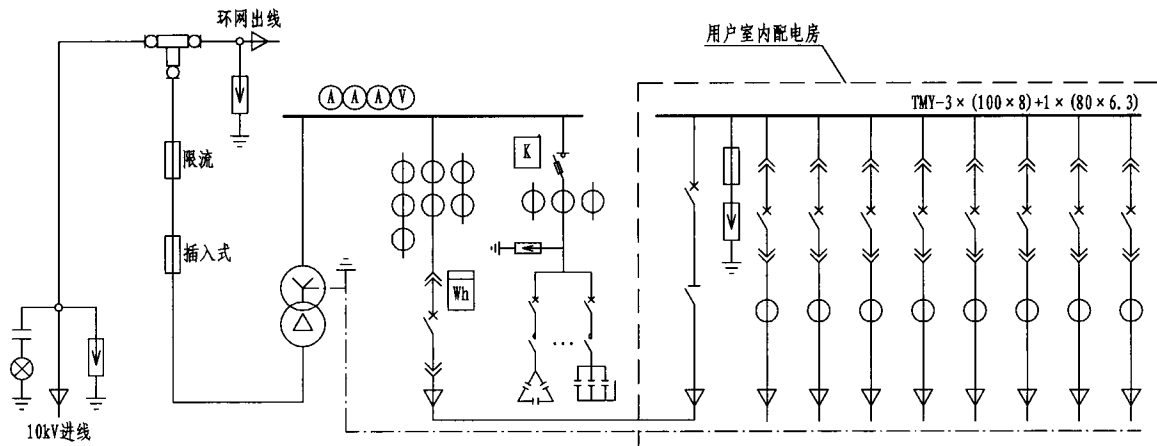 环网出线
用户室内配电房
A A A V
TMY-3×(100×8)+1×(80×6.3)
K
限流
插入式
Wh
10kV进线